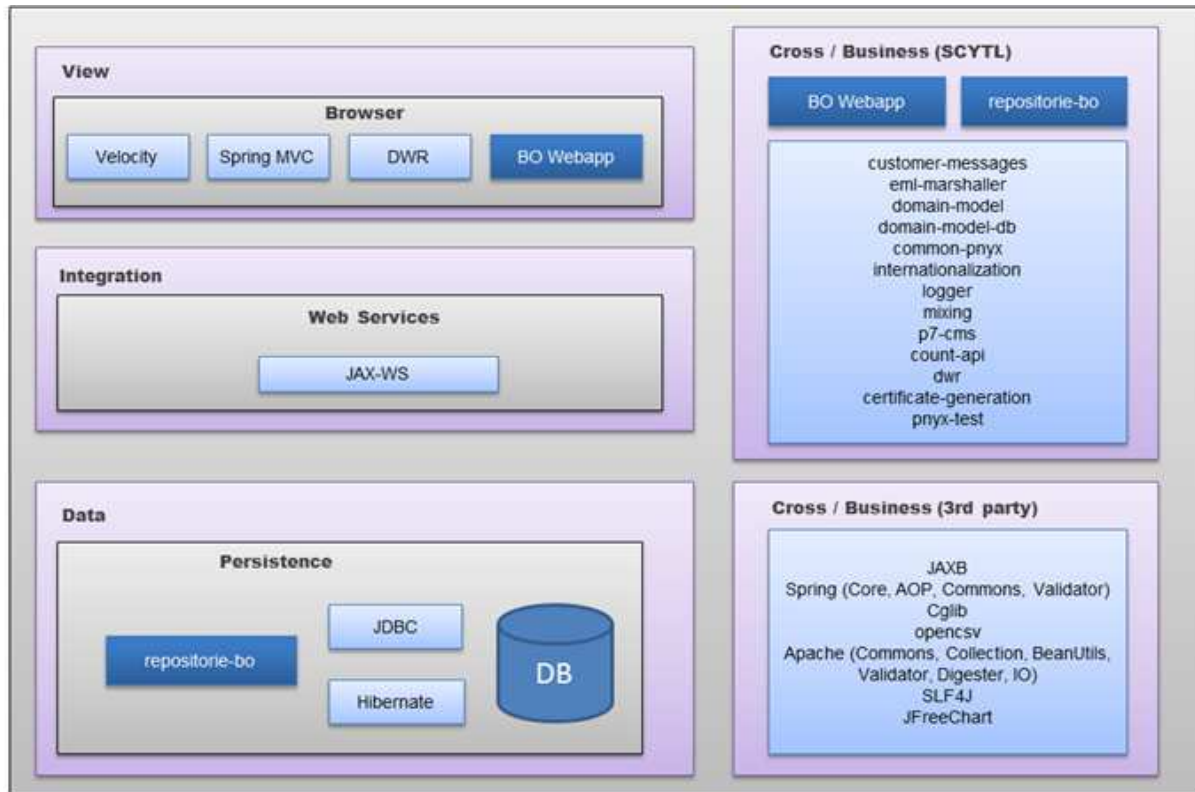 View
Browser
Velocity
Spring MVC
DWR
BO Webapp
Integration
Web Services
JAX-WS
Data
Persistence
repositorie-bo
JDBC
Hibernate
DB
Cross / Business (SCYTL)
BO Webapp
repositorie-bo
customer-messages
eml-marshaller
domain-model
domain-model-db
common-pnyx
internationalization
logger
mixing
p7-cms
count-api
dwr
certificate-generation
pnyx-test
Cross / Business (3rd party)
JAXB
Spring (Core, AOP, Commons, Validator)
Cglib
opencsv
Apache (Commons, Collection, BeanUtils,
Validator, Digester, IO)
SLF4J
JFreeChart